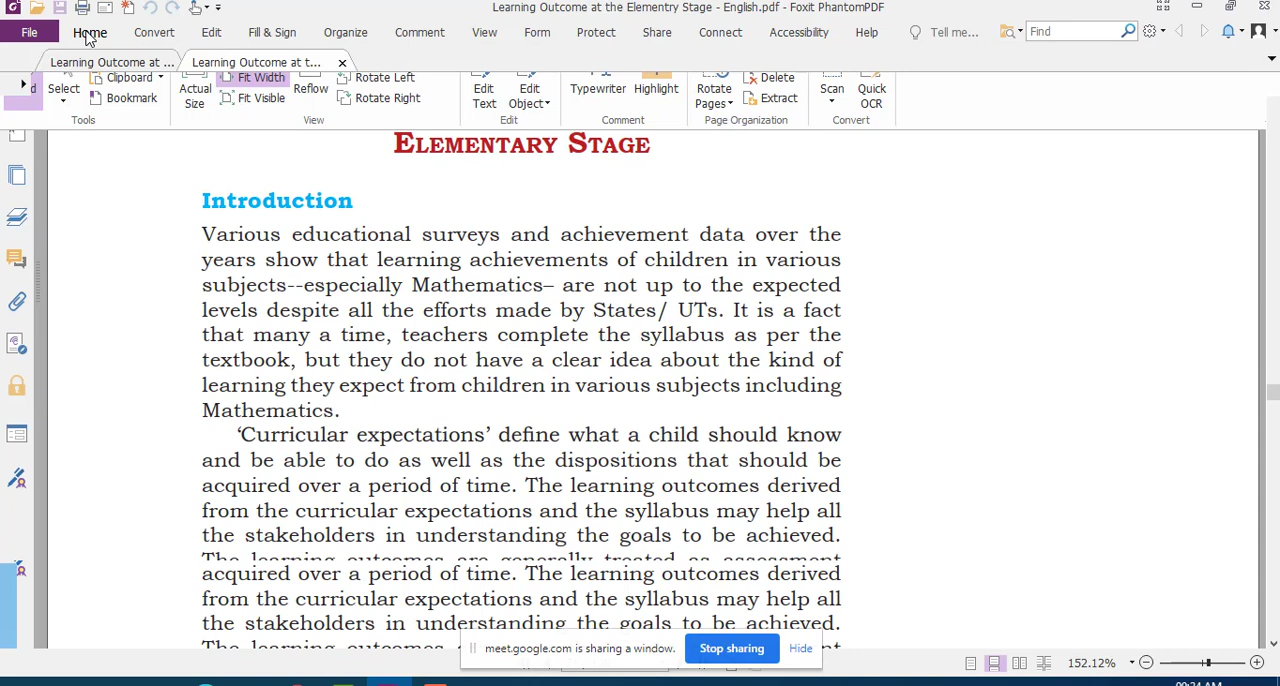 Learning Outcome at the Elementry Stage - English.pdf - Foxit PhantomPDF
File Home Convert Edit Fill & Sign Organize Comment View Form Protect Share Connect Accessibility Help Tell me... Find
Learning Outcome at ... Learning Outcome at t...
Select Clipboard Actual Size Fit Width Reflow Rotate Left Edit Text Edit Object Typewriter Highlight Rotate Pages Delete Scan Quick OCR
Bookmark Fit Visible Rotate Right Extract
Tools View Edit Comment Page Organization Convert
ELEMENTARY STAGE
Introduction
Various educational surveys and achievement data over the
years show that learning achievements of children in various
subjects--especially Mathematics– are not up to the expected
levels despite all the efforts made by States/ UTs. It is a fact
that many a time, teachers complete the syllabus as per the
textbook, but they do not have a clear idea about the kind of
learning they expect from children in various subjects including
Mathematics.
‘Curricular expectations’ define what a child should know
and be able to do as well as the dispositions that should be
acquired over a period of time. The learning outcomes derived
from the curricular expectations and the syllabus may help all
the stakeholders in understanding the goals to be achieved.
The learning outcomes are generally treated as assessment
acquired over a period of time. The learning outcomes derived
from the curricular expectations and the syllabus may help all
the stakeholders in understanding the goals to be achieved.
The learning outcomes
meet.google.com is sharing a window. Stop sharing Hide
152.12%